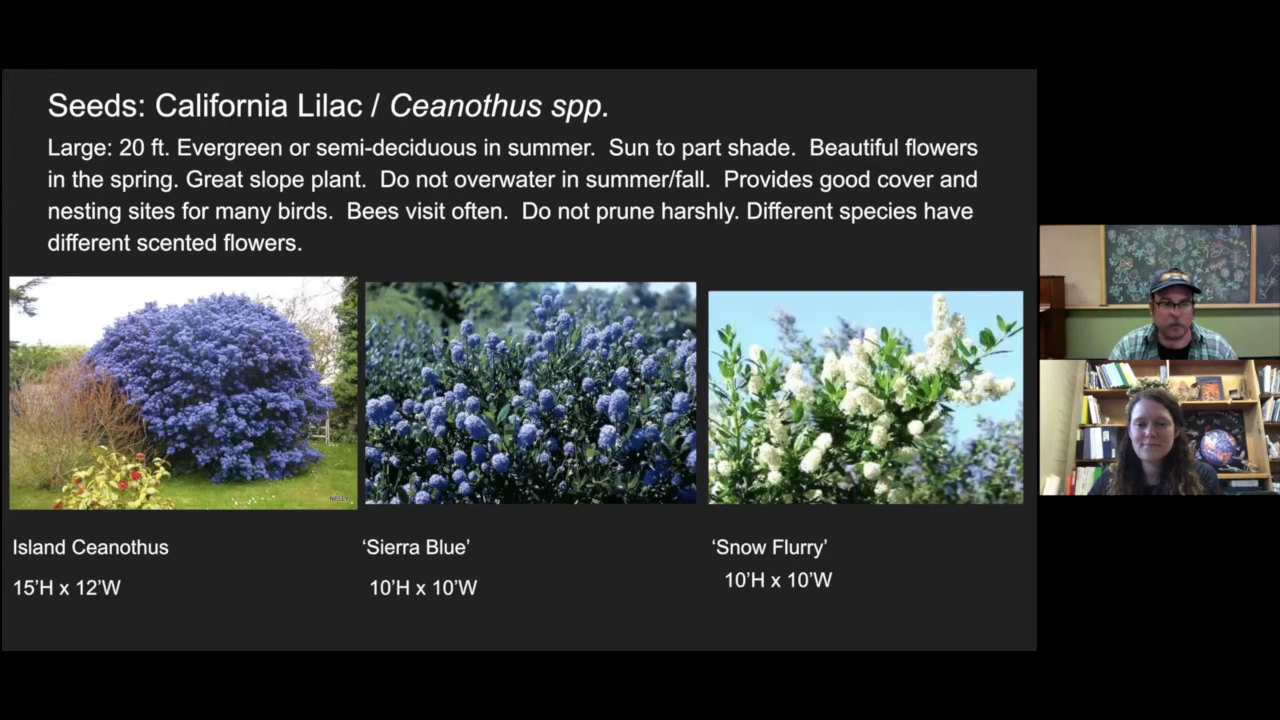 Seeds: California Lilac / Ceanothus spp.
Large: 20 ft. Evergreen or semi-deciduous in summer.  Sun to part shade.  Beautiful flowers
in the spring. Great slope plant.  Do not overwater in summer/fall.  Provides good cover and
nesting sites for many birds.  Bees visit often.  Do not prune harshly. Different species have
different scented flowers.
NELLY
Island Ceanothus
15’H x 12’W
‘Sierra Blue’
10’H x 10’W
‘Snow Flurry’
10’H x 10’W